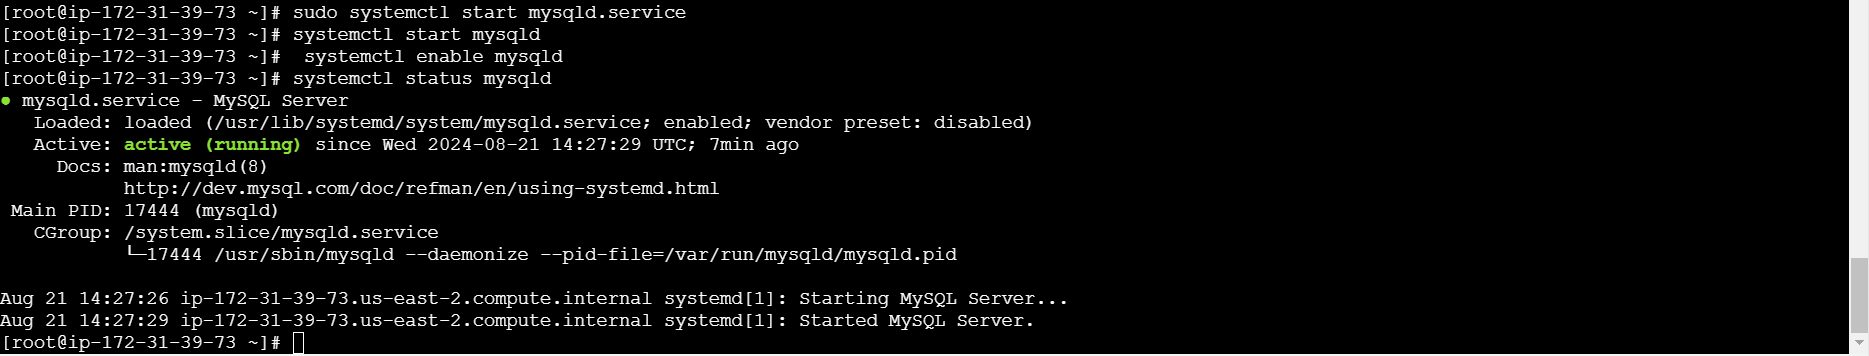 [root@ip-172-31-39-73 ~]# sudo systemctl start mysqld.service
[root@ip-172-31-39-73 ~]# systemctl start mysqld
[root@ip-172-31-39-73 ~]#  systemctl enable mysqld
[root@ip-172-31-39-73 ~]# systemctl status mysqld
● mysqld.service - MySQL Server
   Loaded: loaded (/usr/lib/systemd/system/mysqld.service; enabled; vendor preset: disabled)
   Active: active (running) since Wed 2024-08-21 14:27:29 UTC; 7min ago
     Docs: man:mysqld(8)
           http://dev.mysql.com/doc/refman/en/using-systemd.html
 Main PID: 17444 (mysqld)
   CGroup: /system.slice/mysqld.service
           └─17444 /usr/sbin/mysqld --daemonize --pid-file=/var/run/mysqld/mysqld.pid
Aug 21 14:27:26 ip-172-31-39-73.us-east-2.compute.internal systemd[1]: Starting MySQL Server...
Aug 21 14:27:29 ip-172-31-39-73.us-east-2.compute.internal systemd[1]: Started MySQL Server.
[root@ip-172-31-39-73 ~]#